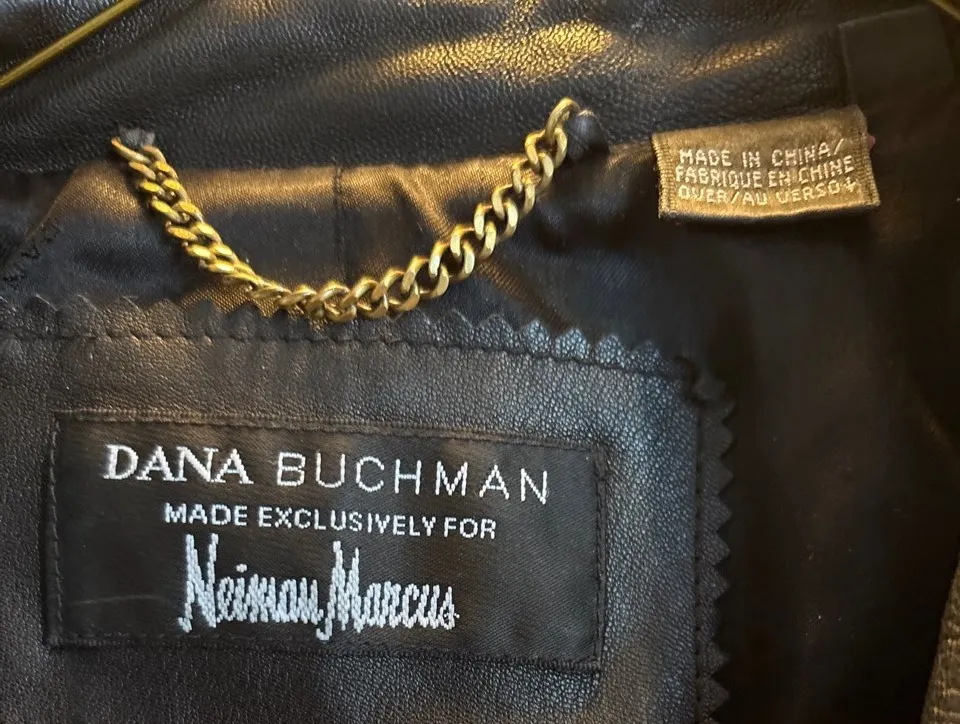 MADE IN CHINA/
FABRIQUE EN CHINE
OVER/AU VERSO↓
DANA BUCHMAN
MADE EXCLUSIVELY FOR
Neiman Marcus